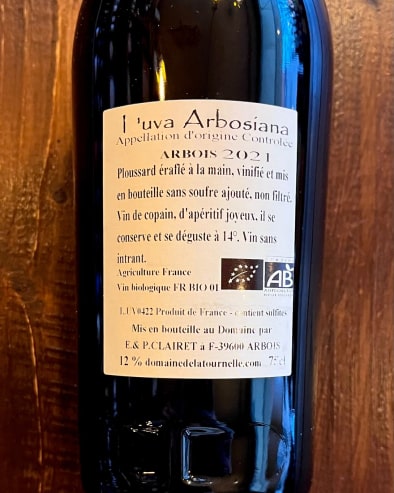 L'uva Arbosiana
Appellation d'origine Controlée
ARBOIS 2021
Ploussard éraflé à la main, vinifié et mis
en bouteille sans soufre ajouté, non filtré.
Vin de copain, d'apéritif joyeux, il se
conserve et se déguste à 14°. Vin sans
intrant.
Agriculture France
Vin biologique FR BIO 01
AB
L UV0422 Produit de France - contient sulfites
Mis en bouteille au Domaine par
E.& P.CLAIRET à F-39600 ARBOIS
12 % domainedelatournelle.com 75cl